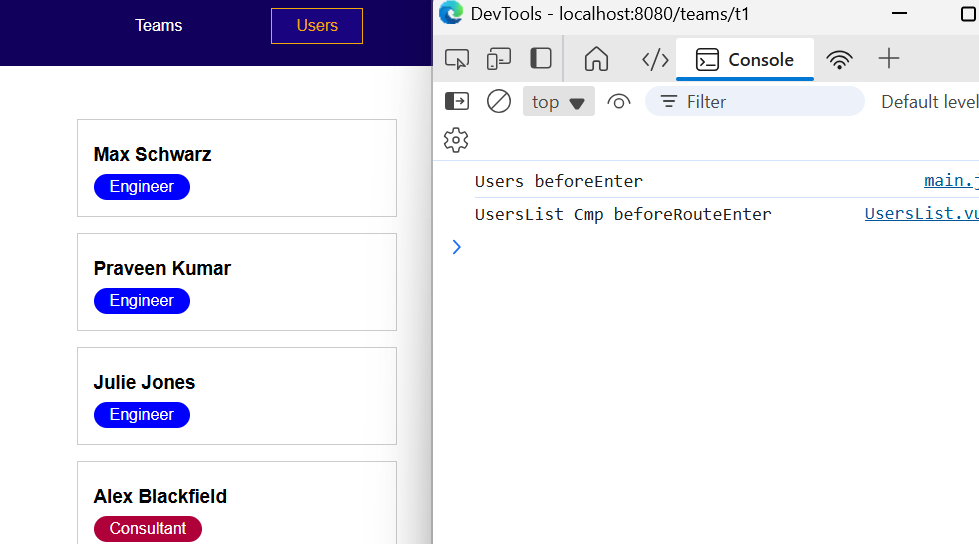 Teams
Users
Max Schwarz
Engineer
Praveen Kumar
Engineer
Julie Jones
Engineer
Alex Blackfield
Consultant
DevTools - localhost:8080/teams/t1
Console
top
Filter
Default level
Users beforeEnter
main.j
UsersList Cmp beforeRouteEnter
UsersList.vu